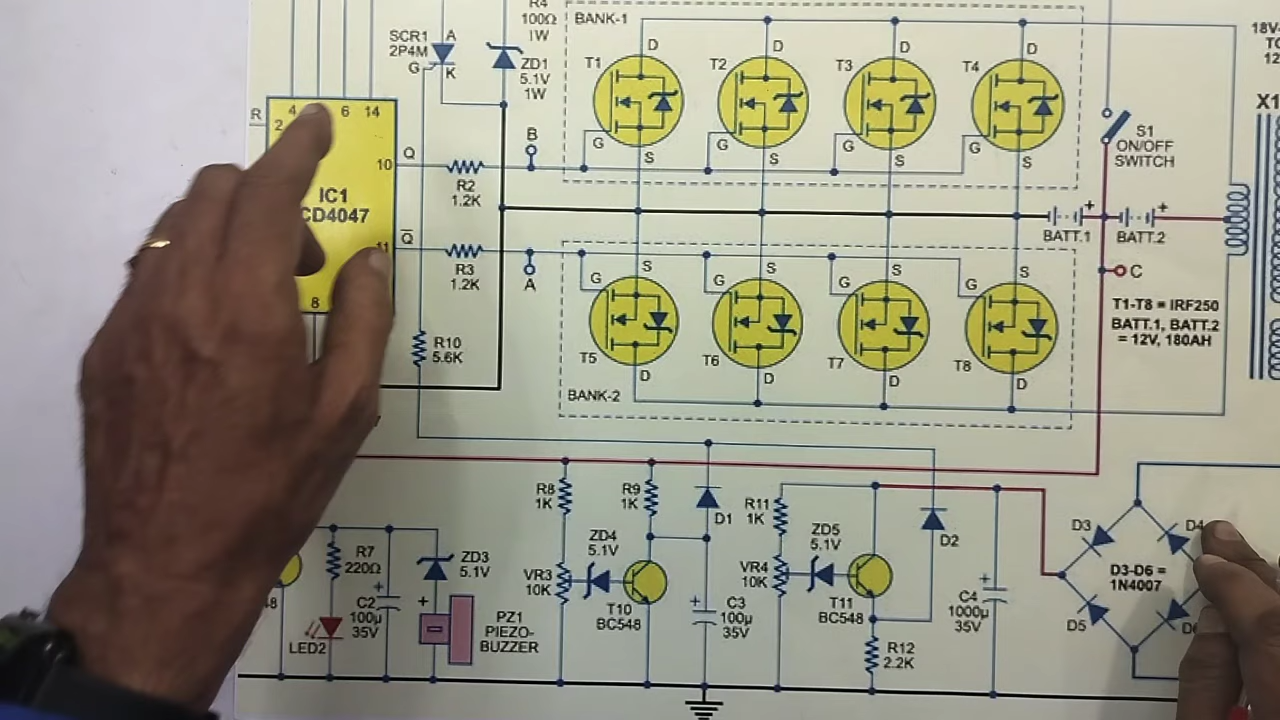 R4
100Ω
1W
BANK-1
SCR1
2P4M
A
G
K
ZD1
5.1V
1W
T1
D
G
S
T2
D
G
S
T3
D
G
S
T4
D
G
S
18V-
12
X1
S1
ON/OFF
SWITCH
R
2
4
6
14
10
Q
IC1
CD4047
11
Q̅
8
R2
1.2K
B
R3
1.2K
A
+
BATT.1
+
BATT.2
C
T1-T8 = IRF250
BATT.1, BATT.2
= 12V, 180AH
R10
5.6K
G
S
T5
D
G
S
T6
D
G
S
T7
D
G
S
T8
D
BANK-2
R7
220Ω
LED2
+
C2
100µ
35V
ZD3
5.1V
+
PZ1
PIEZO-
BUZZER
R8
1K
VR3
10K
ZD4
5.1V
R9
1K
T10
BC548
D1
+
C3
100µ
35V
R11
1K
VR4
10K
ZD5
5.1V
T11
BC548
R12
2.2K
D2
+
C4
1000µ
35V
D3
D4
D3-D6 =
1N4007
D5
48